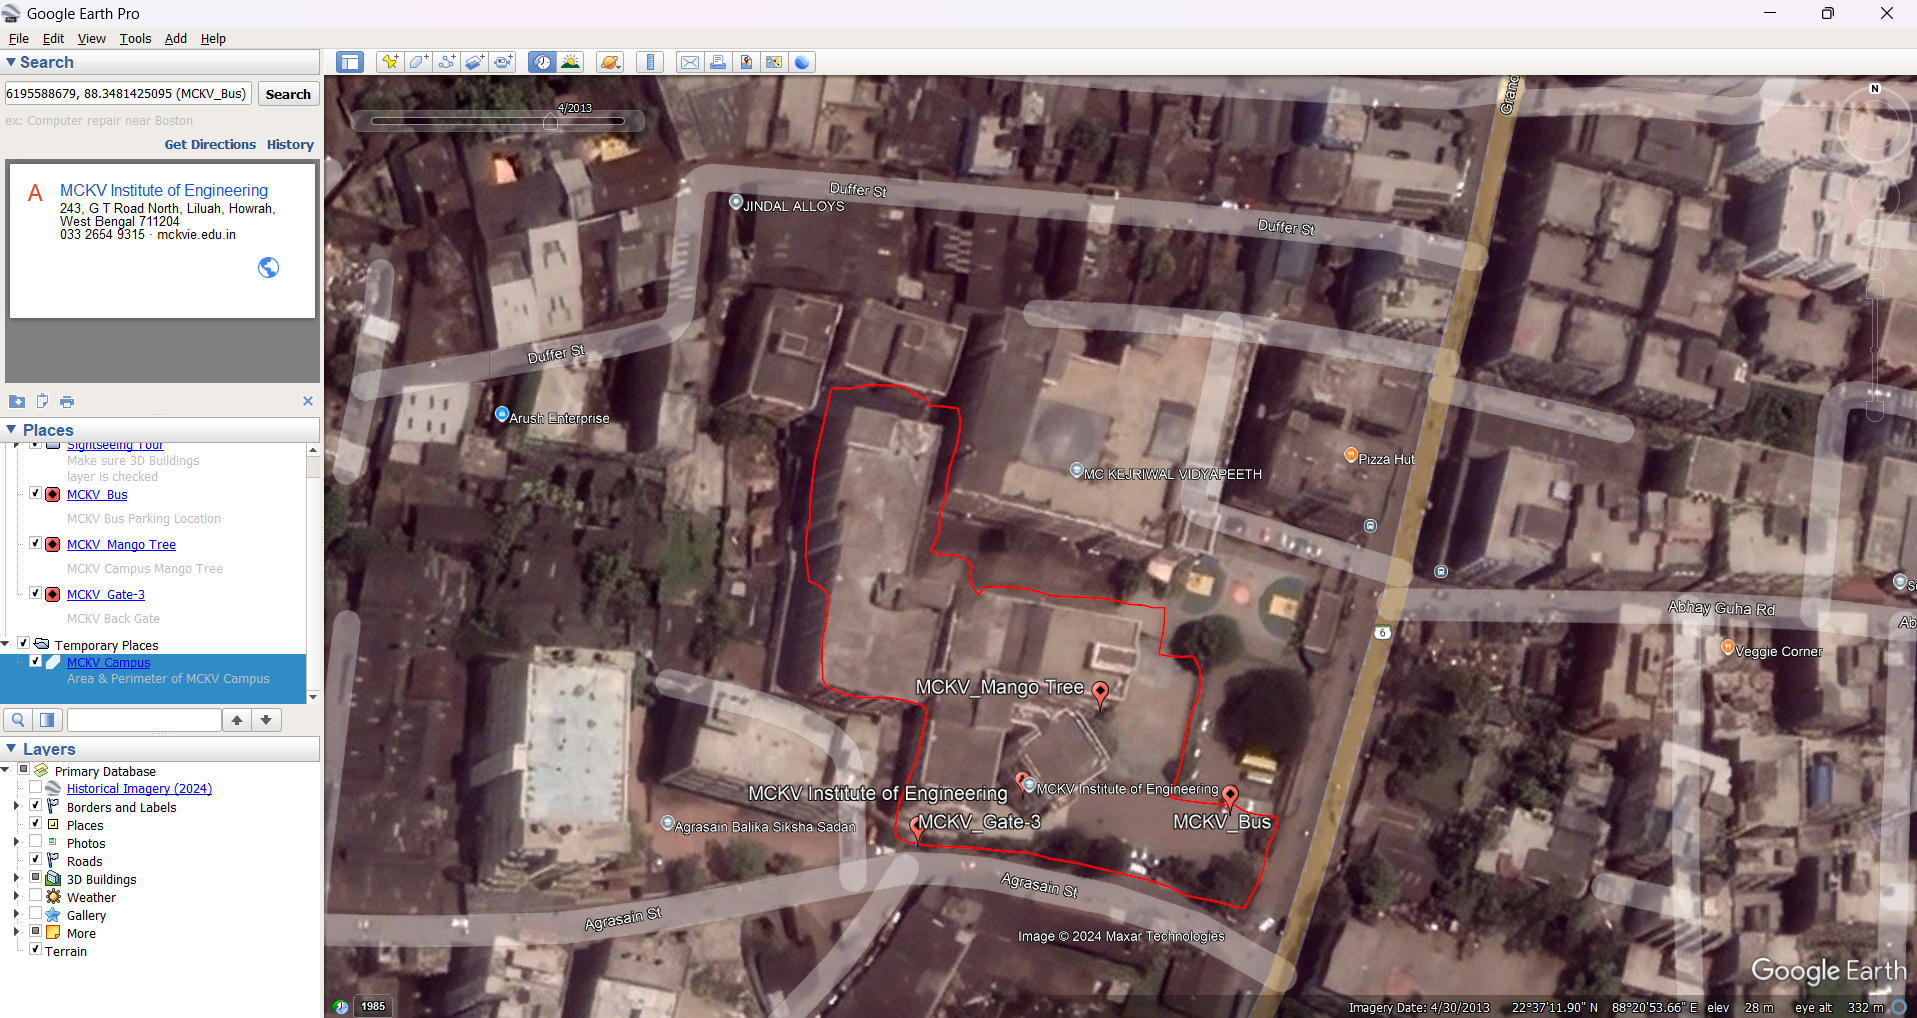 Google Earth Pro
File Edit View Tools Add Help
Search
6195588679, 88.3481425095 (MCKV_Bus)
Search
ex: Computer repair near Boston
Get Directions History
A
MCKV Institute of Engineering
243, G T Road North, Liluah, Howrah,
West Bengal 711204
033 2654 9315 · mckvie.edu.in
Places
Sightseeing Tour
Make sure 3D Buildings
layer is checked
MCKV_Bus
MCKV Bus Parking Location
MCKV_Mango Tree
MCKV Campus Mango Tree
MCKV_Gate-3
MCKV Back Gate
Temporary Places
MCKV Campus
Area & Perimeter of MCKV Campus
Layers
Primary Database
Historical Imagery (2024)
Borders and Labels
Places
Photos
Roads
3D Buildings
Weather
Gallery
More
Terrain
4/2013
N
Duffer St
JINDAL ALLOYS
Duffer St
Duffer St
Arush Enterprise
Pizza Hut
MC KEJRIWAL VIDYAPEETH
Abhay Guha Rd
6
Veggie Corner
MCKV_Mango Tree
MCKV Institute of Engineering
MCKV Institute of Engineering
MCKV_Gate-3
MCKV_Bus
Agrasain Balika Siksha Sadan
Agrasain St
Agrasain St
Image © 2024 Maxar Technologies
Google Earth
1985
Imagery Date: 4/30/2013 22°37'11.90" N 88°20'53.66" E elev 28 m eye alt 332 m